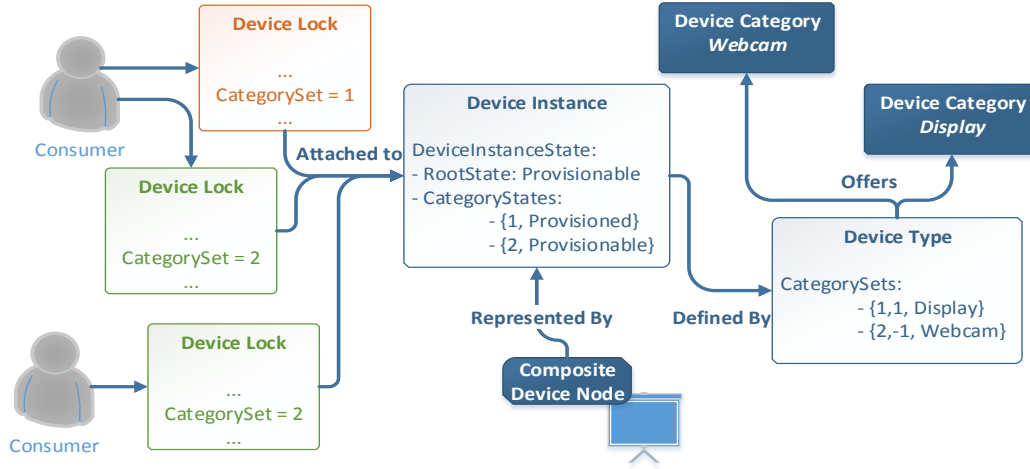 Device Lock
...
CategorySet = 1
...
Consumer
Device Lock
...
CategorySet = 2
...
Attached to
Device Instance
DeviceInstanceState:
- RootState: Provisionable
- CategoryStates:
- {1, Provisioned}
- {2, Provisionable}
Device Category
Webcam
Device Category
Display
Offers
Device Type
CategorySets:
- {1,1, Display}
- {2,-1, Webcam}
Represented By
Defined By
Composite
Device Node
Device Lock
...
CategorySet = 2
...
Consumer